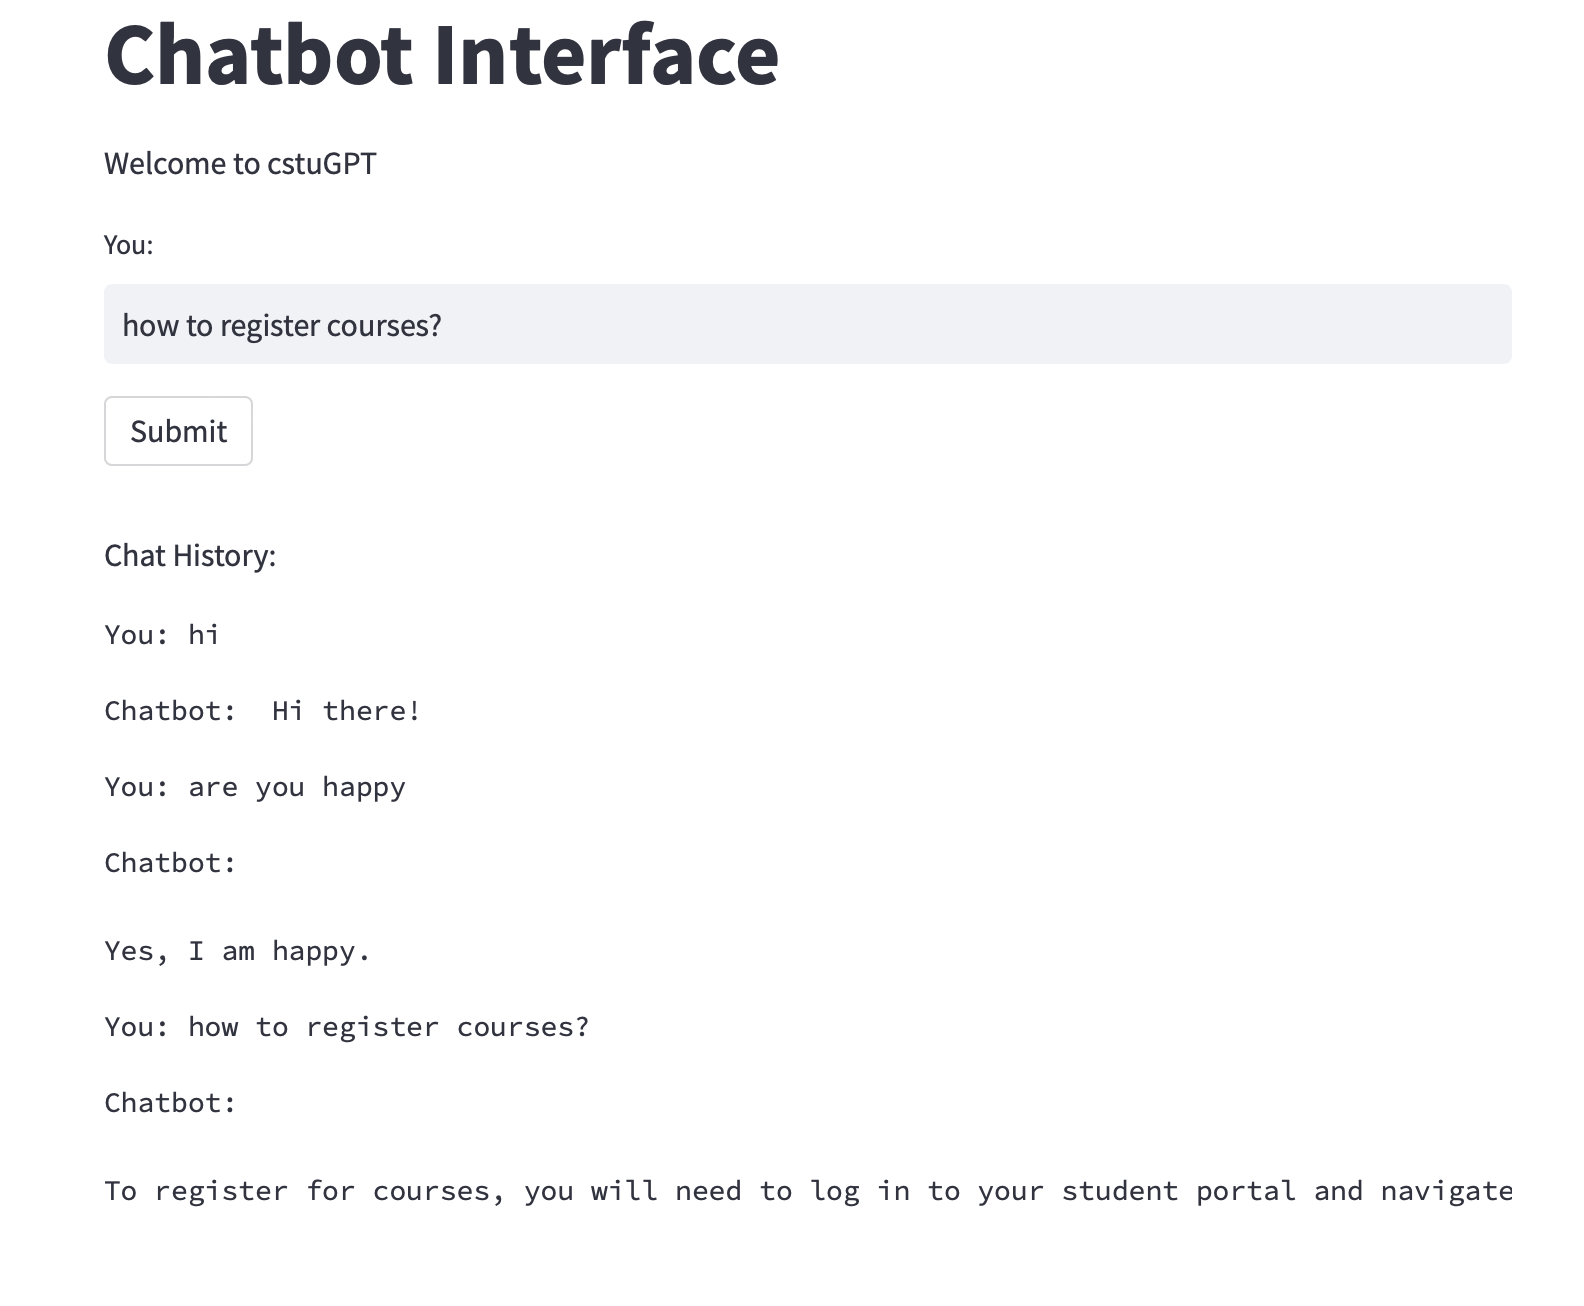 Chatbot Interface
Welcome to cstuGPT
You:
how to register courses?
Submit
Chat History:
You: hi
Chatbot:  Hi there!
You: are you happy
Chatbot:
Yes, I am happy.
You: how to register courses?
Chatbot:
To register for courses, you will need to log in to your student portal and navigate